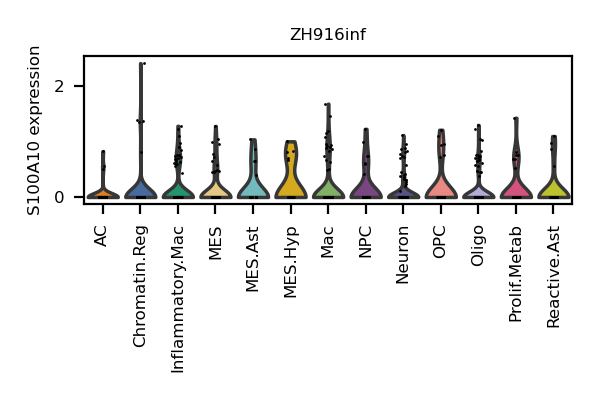 ZH916inf
S100A10 expression
2
0
AC
Chromatin.Reg
Inflammatory.Mac
MES
MES.Ast
MES.Hyp
Mac
NPC
Neuron
OPC
Oligo
Prolif.Metab
Reactive.Ast